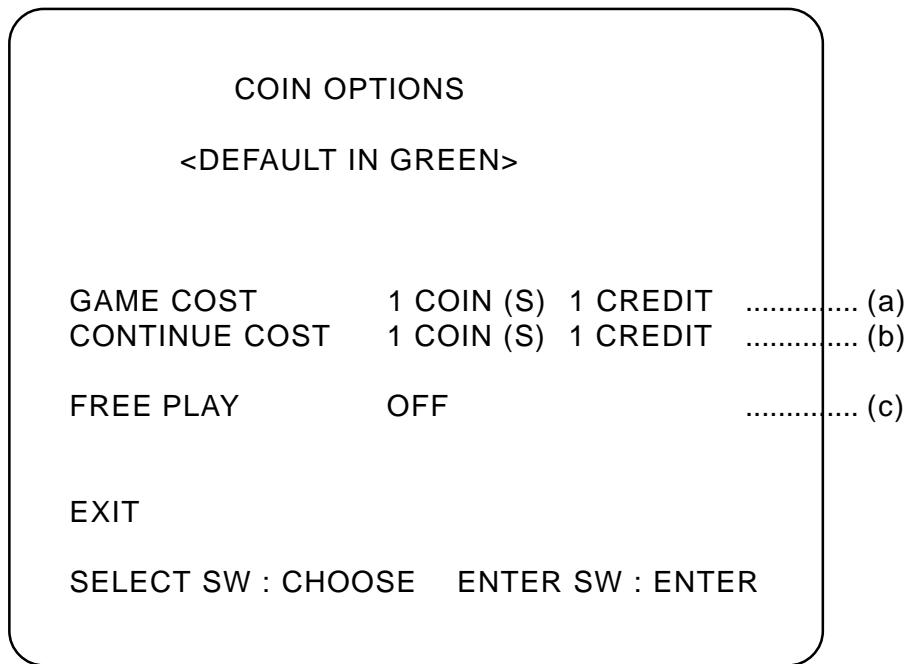 COIN OPTIONS
<DEFAULT IN GREEN>
GAME COST 1 COIN (S) 1 CREDIT .............. (a)
CONTINUE COST 1 COIN (S) 1 CREDIT .............. (b)
FREE PLAY OFF .............. (c)
EXIT
SELECT SW : CHOOSE ENTER SW : ENTER